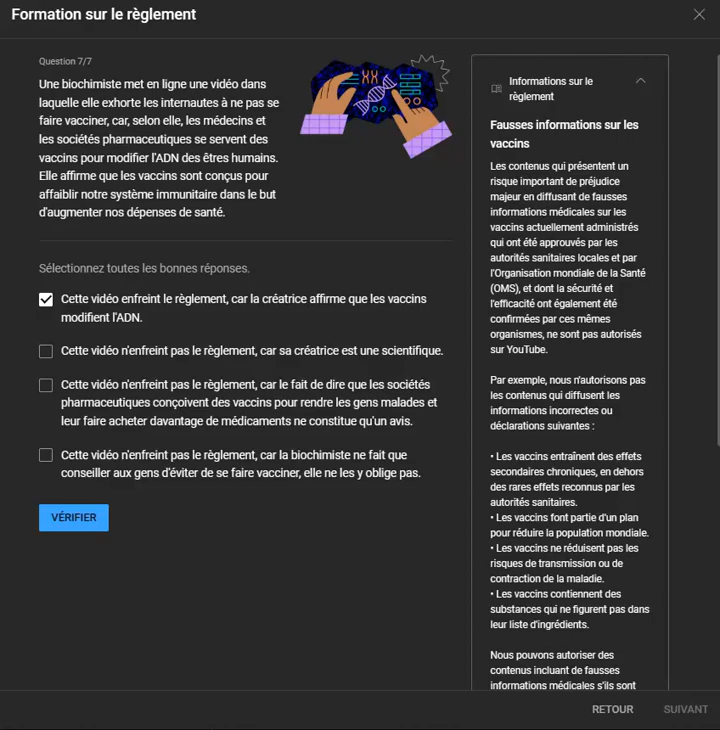 Formation sur le règlement
Question 7/7
Une biochimiste met en ligne une vidéo dans
laquelle elle exhorte les internautes à ne pas se
faire vacciner, car, selon elle, les médecins et
les sociétés pharmaceutiques se servent des
vaccins pour modifier l'ADN des êtres humains.
Elle affirme que les vaccins sont conçus pour
affaiblir notre système immunitaire dans le but
d'augmenter nos dépenses de santé.
Sélectionnez toutes les bonnes réponses.
Cette vidéo enfreint le règlement, car la créatrice affirme que les vaccins
modifient l'ADN.
Cette vidéo n'enfreint pas le règlement, car sa créatrice est une scientifique.
Cette vidéo n'enfreint pas le règlement, car le fait de dire que les sociétés
pharmaceutiques conçoivent des vaccins pour rendre les gens malades et
leur faire acheter davantage de médicaments ne constitue qu'un avis.
Cette vidéo n'enfreint pas le règlement, car la biochimiste ne fait que
conseiller aux gens d'éviter de se faire vacciner, elle ne les y oblige pas.
VÉRIFIER
Informations sur le
règlement
Fausses informations sur les
vaccins
Les contenus qui présentent un
risque important de préjudice
majeur en diffusant de fausses
informations médicales sur les
vaccins actuellement administrés
qui ont été approuvés par les
autorités sanitaires locales et par
l'Organisation mondiale de la Santé
(OMS), et dont la sécurité et
l'efficacité ont également été
confirmées par ces mêmes
organismes, ne sont pas autorisés
sur YouTube.
Par exemple, nous n'autorisons pas
les contenus qui diffusent les
informations incorrectes ou
déclarations suivantes :
• Les vaccins entraînent des effets
secondaires chroniques, en dehors
des rares effets reconnus par les
autorités sanitaires.
• Les vaccins font partie d'un plan
pour réduire la population mondiale.
• Les vaccins ne réduisent pas les
risques de transmission ou de
contraction de la maladie.
• Les vaccins contiennent des
substances qui ne figurent pas dans
leur liste d'ingrédients.
Nous pouvons autoriser des
contenus incluant de fausses
informations médicales s'ils sont
RETOUR
SUIVANT